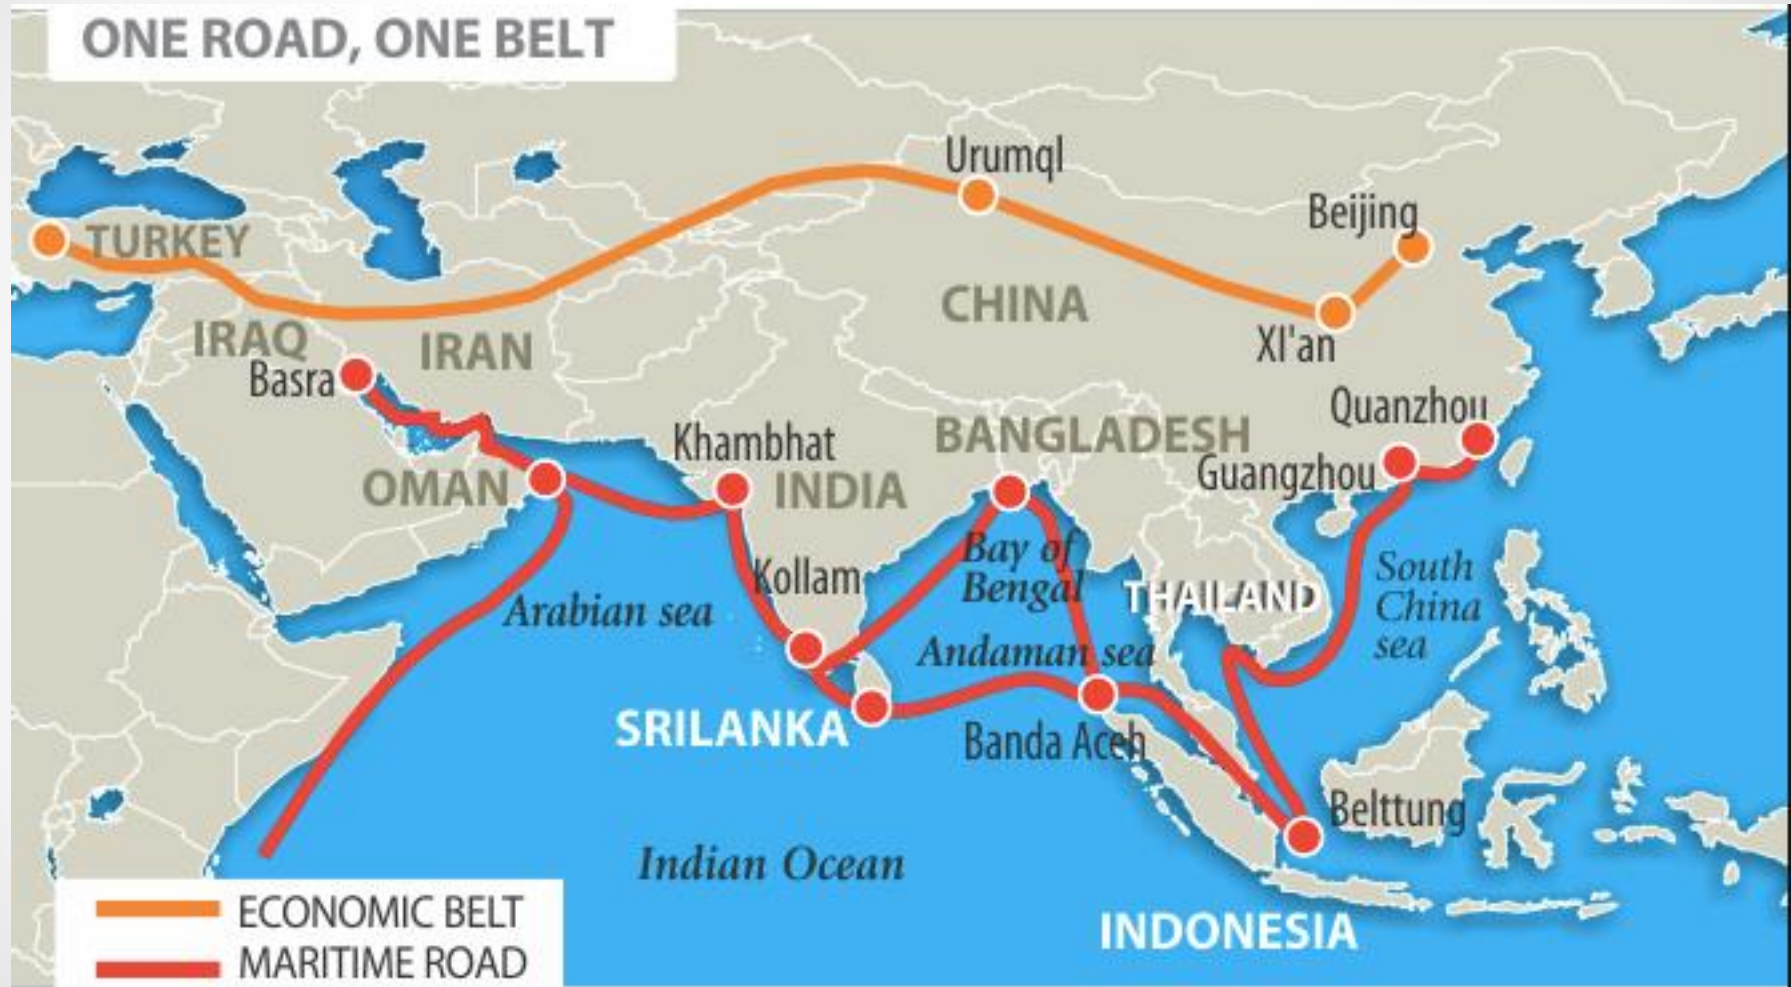 ONE ROAD, ONE BELT
Urumql
Beijing
TURKEY
CHINA
IRAQ
IRAN
XI'an
Basra
Quanzhou
Khambhat
BANGLADESH
Guangzhou
OMAN
INDIA
Bay of
Bengal
Kollam
THAILAND
South
China
sea
Arabian sea
Andaman sea
SRILANKA
Banda Aceh
Belttung
Indian Ocean
INDONESIA
ECONOMIC BELT
MARITIME ROAD